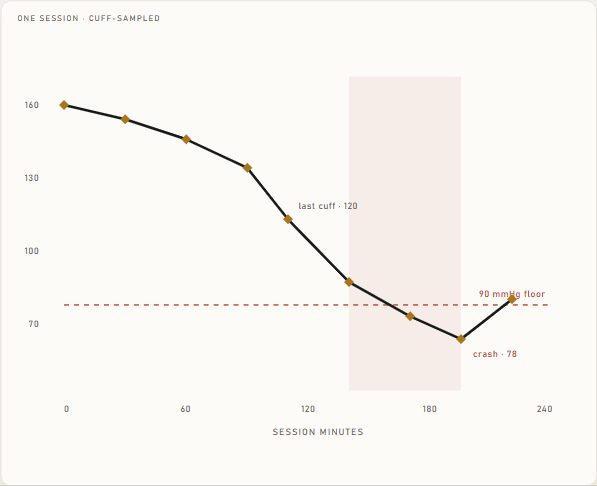 ONE SESSION · CUFF-SAMPLED
160
130
last cuff · 120
100
90 mmHg floor
70
crash · 78
0 60 120 180 240
SESSION MINUTES